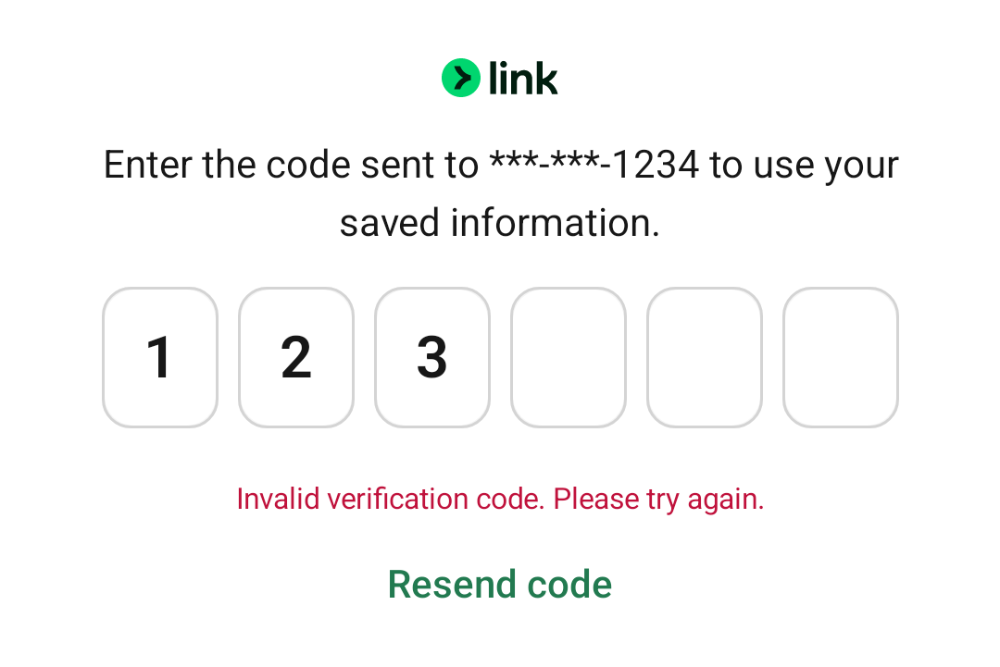 link
Enter the code sent to ***-***-1234 to use your
saved information.
1 2 3
Invalid verification code. Please try again.
Resend code